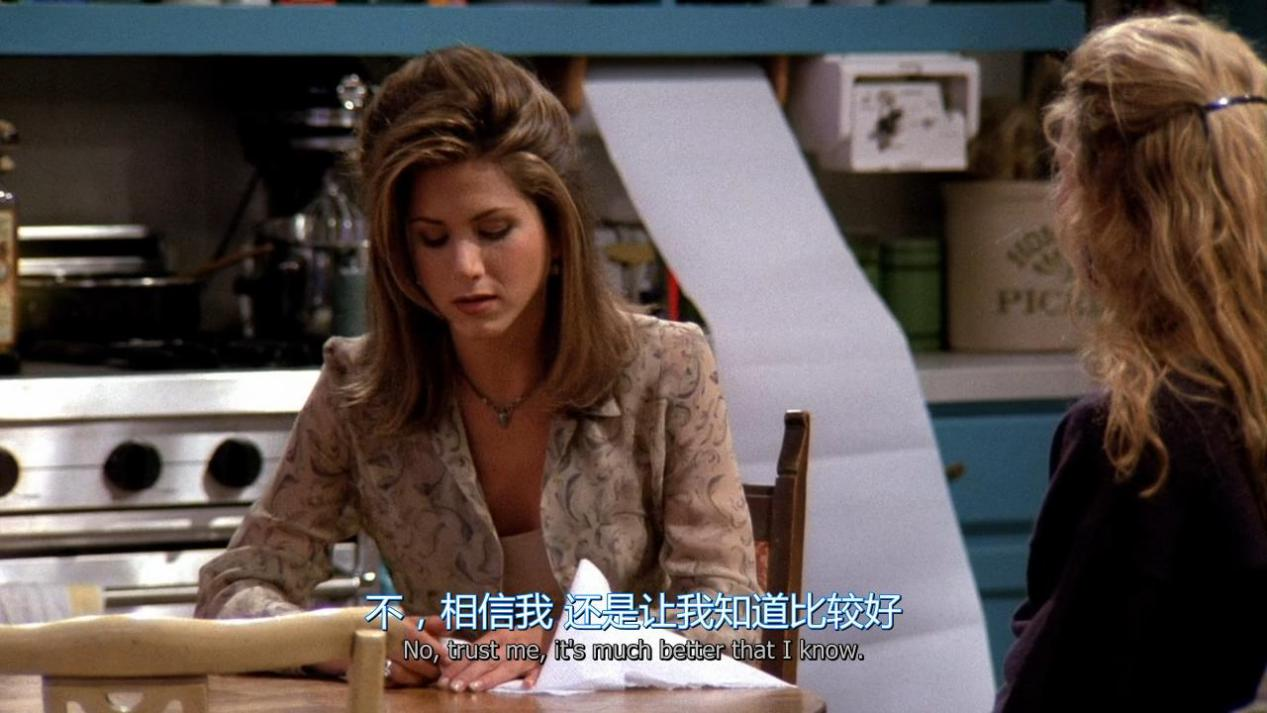 PICK
不，相信我 还是让我知道比较好
No, trust me, it's much better that I know.